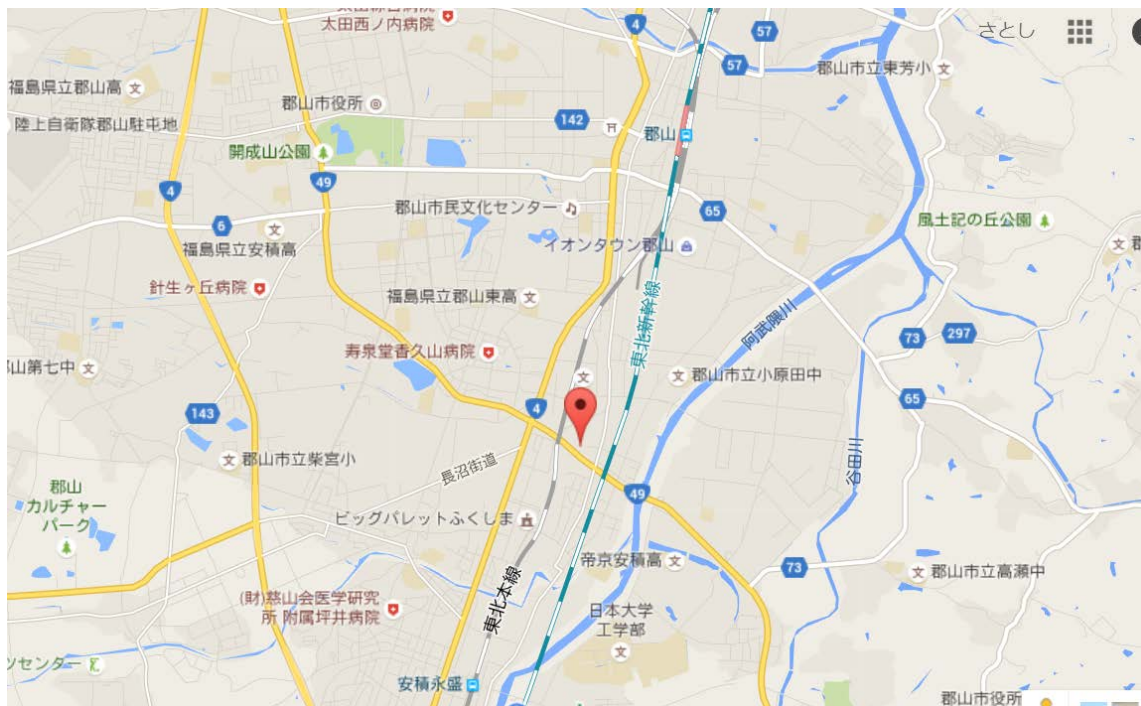 太田西ノ内病院
4
57
57
さとし
郡山市立東芳小
福島県立郡山高
郡山市役所
陸上自衛隊郡山駐屯地
142
郡山
開成山公園
49
4
郡山市民文化センター
65
風土記の丘公園
6
福島県立安積高
イオンタウン郡山
針生ヶ丘病院
福島県立郡山東高
東北新幹線
阿武隈川
73
297
寿泉堂香久山病院
山第七中
郡山市立小原田中
65
143
4
郡山市立柴宮小
長沼街道
谷田川
郡山
カルチャー
パーク
49
ビッグパレットふくしま
帝京安積高
73
郡山市立高瀬中
(財)慈山会医学研究
所 附属坪井病院
東北本線
日本大学
工学部
ツセンター
安積永盛
郡山市役所